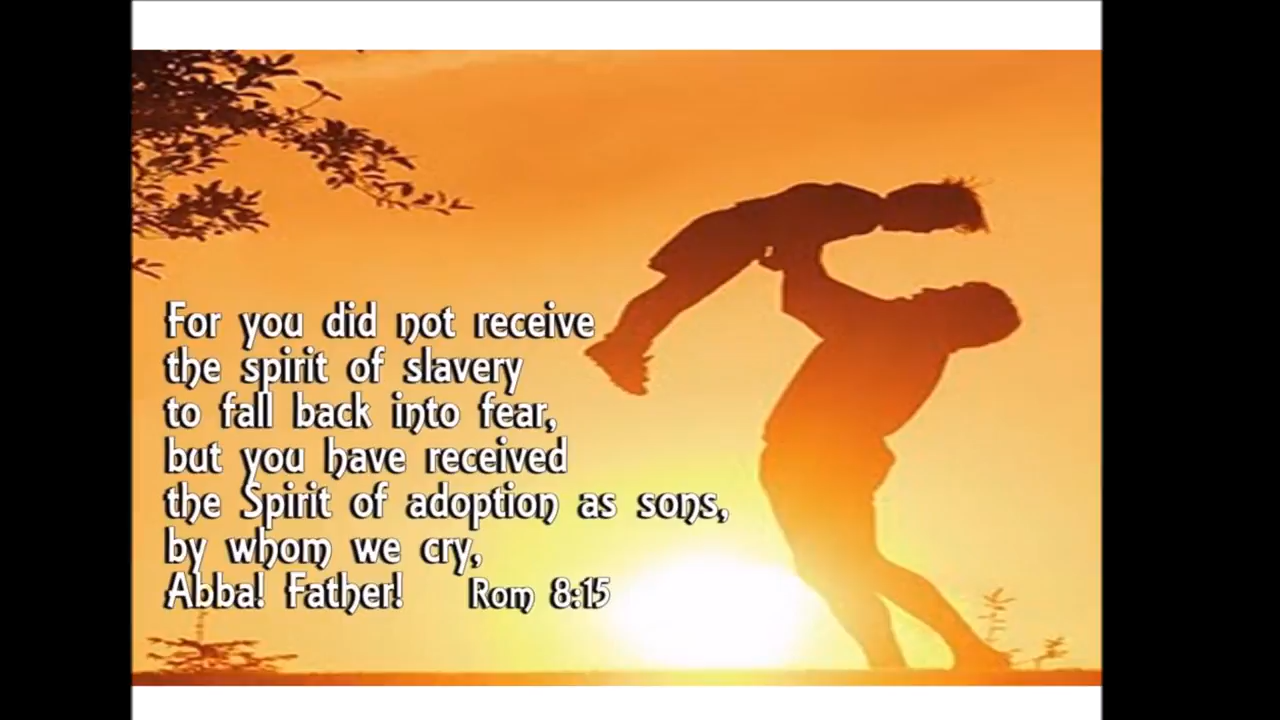 For you did not receive
the spirit of slavery
to fall back into fear,
but you have received
the Spirit of adoption as sons,
by whom we cry,
Abba! Father! Rom 8:15